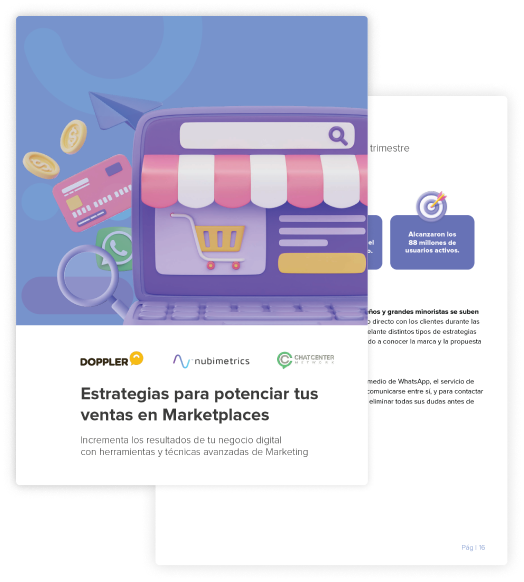 DOPPLER
nubimetrics
CHATCENTER
NETWORK
Estrategias para potenciar tus
ventas en Marketplaces
Incrementa los resultados de tu negocio digital
con herramientas y técnicas avanzadas de Marketing
trimestre
el
Alcanzaron los
88 millones de
usuarios activos.
y grandes minoristas se suben
directo con los clientes durante las
distintos tipos de estrategias
a conocer la marca y la propuesta
medio de WhatsApp, el servicio de
comunicarse entre sí, y para contactar
eliminar todas sus dudas antes de
Pág | 16